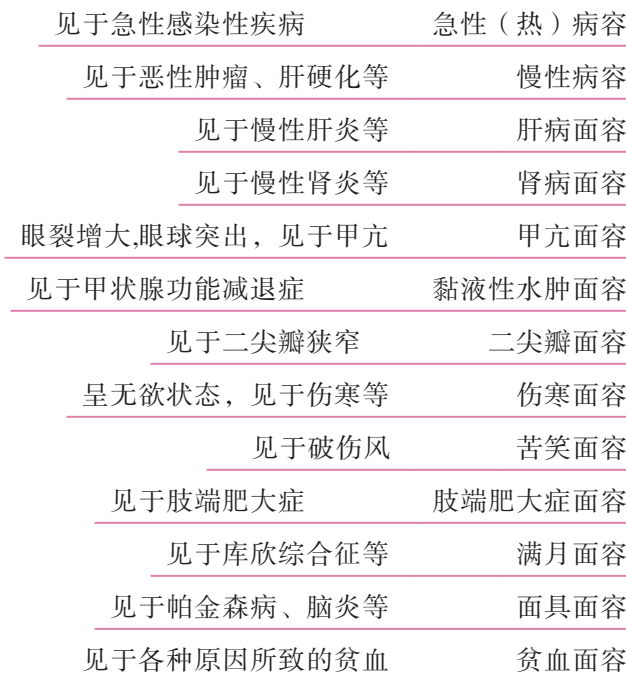 见于急性感染性疾病 急性（热）病容
见于恶性肿瘤、肝硬化等 慢性病容
见于慢性肝炎等 肝病面容
见于慢性肾炎等 肾病面容
眼裂增大,眼球突出，见于甲亢 甲亢面容
见于甲状腺功能减退症 黏液性水肿面容
见于二尖瓣狭窄 二尖瓣面容
呈无欲状态，见于伤寒等 伤寒面容
见于破伤风 苦笑面容
见于肢端肥大症 肢端肥大症面容
见于库欣综合征等 满月面容
见于帕金森病、脑炎等 面具面容
见于各种原因所致的贫血 贫血面容